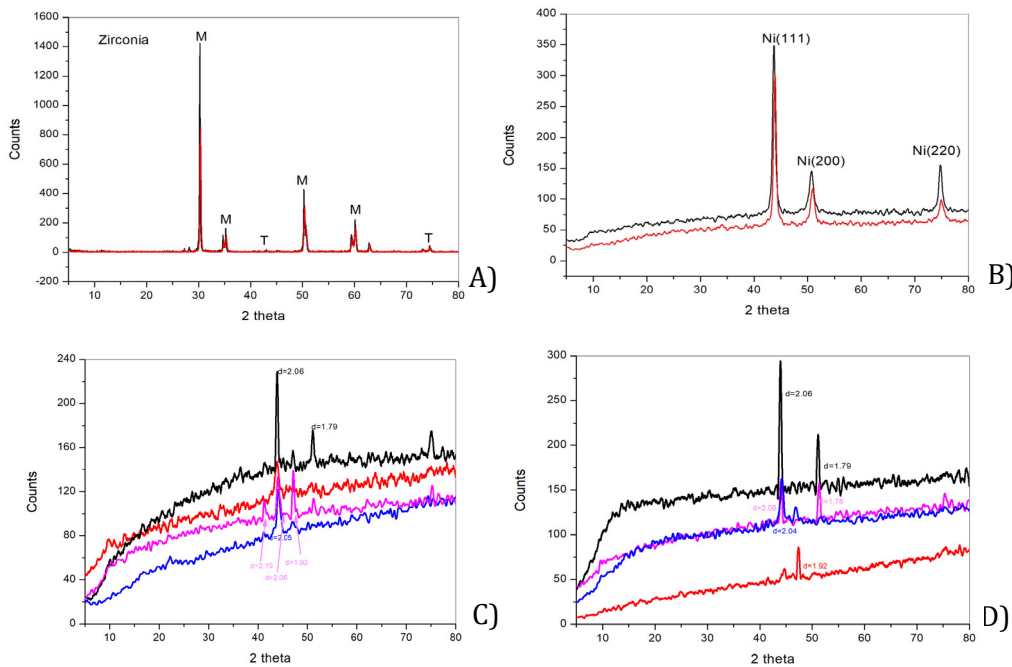 1600
1400
1200
1000
800
600
400
200
0
-200
Counts
Zirconia
M
M
M
M
T
T
10
20
30
40
50
60
70
80
2 theta
A)
400
350
300
250
200
150
100
50
0
Counts
Ni(111)
Ni(200)
Ni(220)
10
20
30
40
50
60
70
80
2 theta
B)
240
200
160
120
80
40
0
Counts
d=2.06
d=1.79
d=2.05
d=1.93
d=2.19
d=2.06
10
20
30
40
50
60
70
80
2 theta
C)
300
250
200
150
100
50
0
Counts
d=2.06
d=1.79
d=2.06
d=2.04
d=1.92
10
20
30
40
50
60
70
80
2 theta
D)